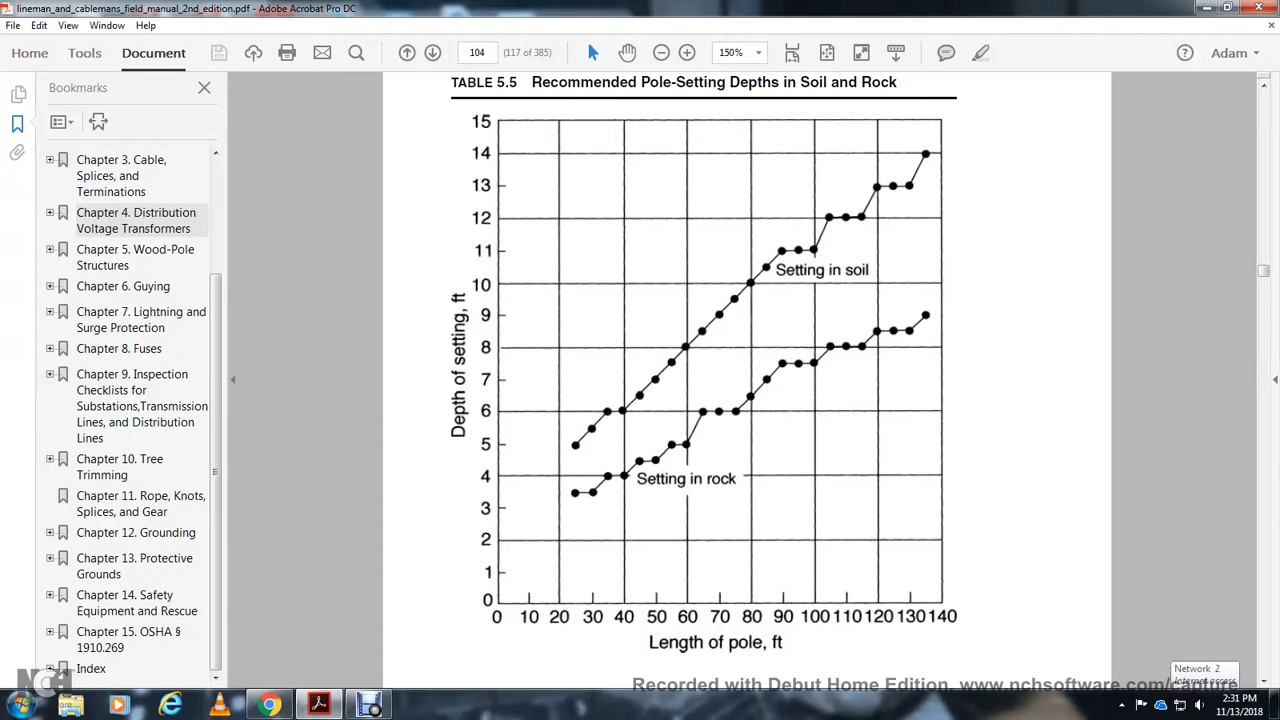 lineman_and_cablemans_field_manual_2nd_edition.pdf - Adobe Acrobat Pro DC
File Edit View Window Help
Home Tools Document 104 (117 of 385) 150% Adam
Bookmarks
Chapter 3. Cable,
Splices, and
Terminations
Chapter 4. Distribution
Voltage Transformers
Chapter 5. Wood-Pole
Structures
Chapter 6. Guying
Chapter 7. Lightning and
Surge Protection
Chapter 8. Fuses
Chapter 9. Inspection
Checklists for
Substations,Transmission
Lines, and Distribution
Lines
Chapter 10. Tree
Trimming
Chapter 11. Rope, Knots,
Splices, and Gear
Chapter 12. Grounding
Chapter 13. Protective
Grounds
Chapter 14. Safety
Equipment and Rescue
Chapter 15. OSHA §
1910.269
Index
TABLE 5.5 Recommended Pole-Setting Depths in Soil and Rock
15
14
13
12
11
10
9
8
7
6
5
4
3
2
1
0
Depth of setting, ft
Setting in soil
Setting in rock
0 10 20 30 40 50 60 70 80 90 100 110 120 130 140
Length of pole, ft
Network 2
Internet access
NCH
Recorded with Debut Home Edition. www.nchsoftware.com/capture
2:31 PM
11/13/2018